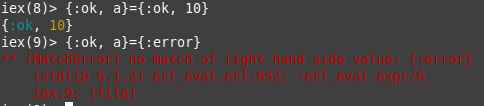 iex(8)> {:ok, a}={:ok, 10}
{:ok, 10}
iex(9)> {:ok, a}={:error}
** (MatchError) no match of right hand side value: {:error}
(stdlib 6.1.2) erl_eval.erl:652: :erl_eval.expr/6
iex:9: (file)